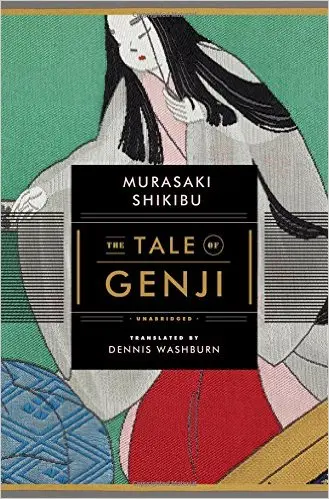 MURASAKI
SHIKIBU
THE TALE OF
GENJI
• UNABRIDGED •
TRANSLATED BY
DENNIS WASHBURN